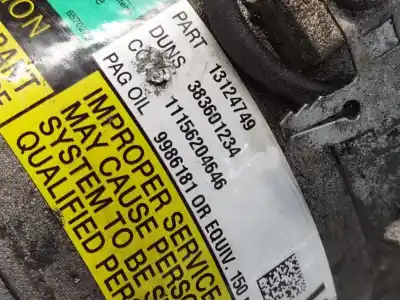 PART 13124749
DUNS 383601234
11156204646
PAG OIL 9986181 OR EQUIV. 150
IMPROPER SERVICE
MAY CAUSE PERSO
SYSTEM TO BE S
QUALIFIED PERS